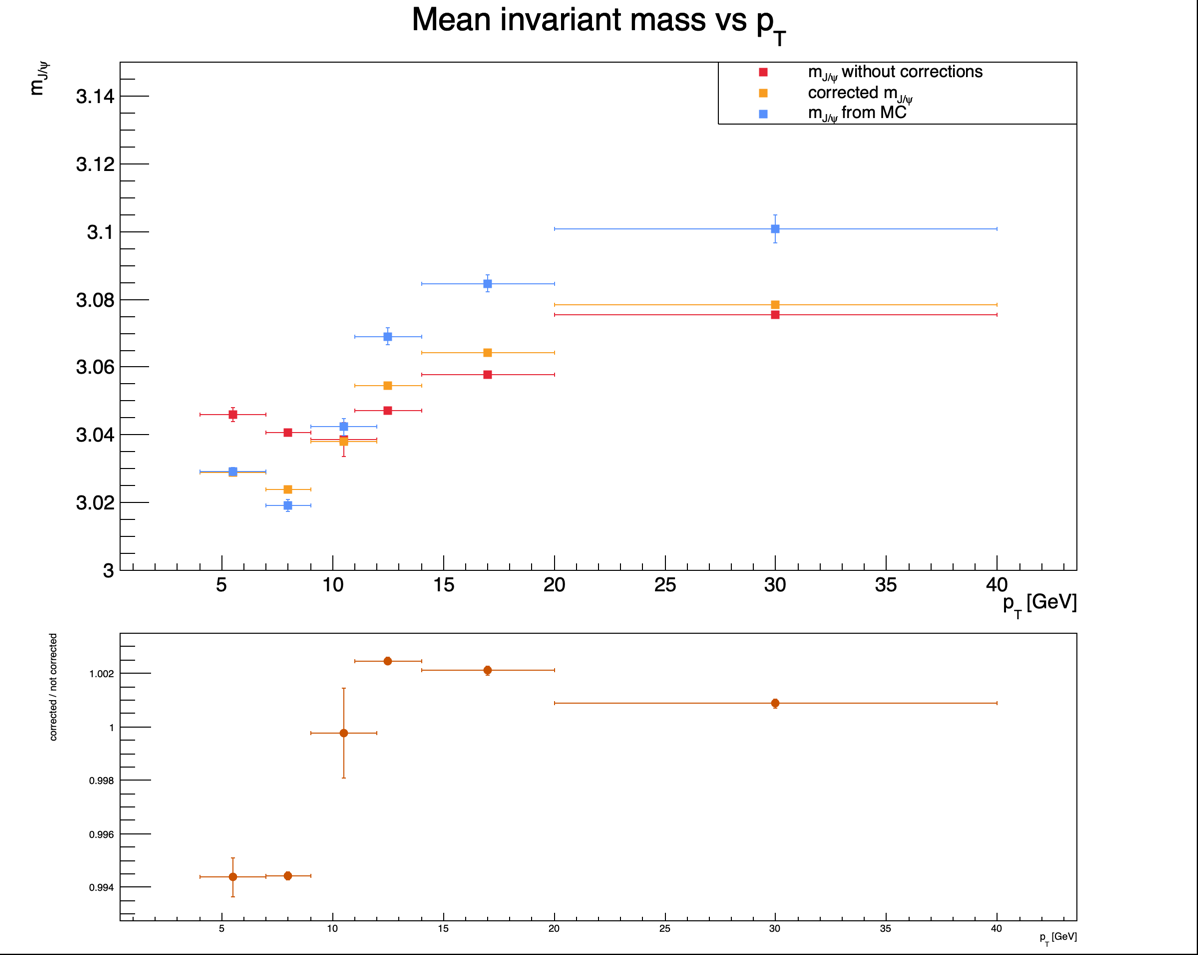 Mean invariant mass vs p_T
m_J/ψ
m_J/ψ without corrections
corrected m_J/ψ
m_J/ψ from MC
3.14
3.12
3.1
3.08
3.06
3.04
3.02
3
5 10 15 20 25 30 35 40
p_T [GeV]
corrected / not corrected
1.002
1
0.998
0.996
0.994
5 10 15 20 25 30 35 40
p_T [GeV]